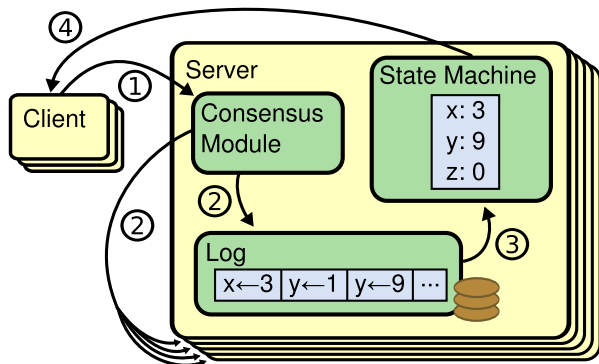 ④
①
Server
State Machine
Client
Consensus
Module
x: 3
y: 9
z: 0
②
②
③
Log
x←3 y←1 y←9 ...